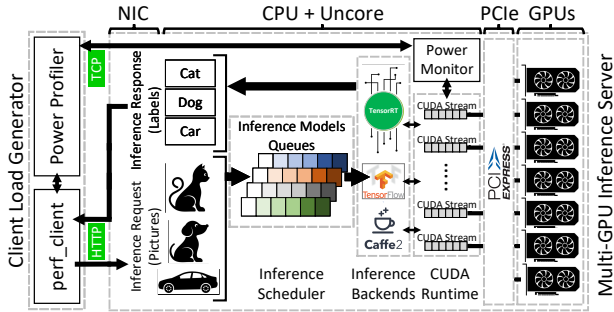 NIC
CPU + Uncore
PCIe
GPUs
Client Load Generator
Power Profiler
perf_client
TCP
HTTP
Inference Response
(Labels)
Cat
Dog
Car
Inference Request
(Pictures)
Inference Models
Queues
Inference
Scheduler
TensorRT
TensorFlow
Caffe2
Inference
Backends
Power
Monitor
CUDA Stream
CUDA Stream
CUDA Stream
CUDA Stream
CUDA
Runtime
PCI
EXPRESS
Multi-GPU Inference Server